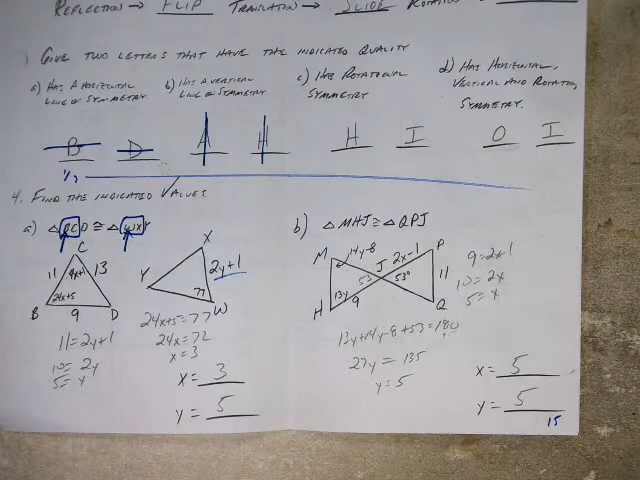 REFLECTION → FLIP TRANSLATION → SLIDE ROTATION
) GIVE TWO LETTERS THAT HAVE THE INDICATED QUALITY
a) HAS A HORIZONTAL LINE OF SYMMETRY
b) HAS A VERTICAL LINE OF SYMMETRY
c) HAS ROTATIONAL SYMMETRY
d) HAS HORIZONTAL, VERTICAL AND ROTATION, SYMMETRY.
B D A H H I O I
4. FIND THE INDICATED VALUES.
a) △BCD ≅ △WXY
C
11 9x+1 13
24x+5
B 9 D
X
Y 2y+1
77
W
11 = 2y+1
10 = 2y
5 = y
24x+5 = 77
24x = 72
x = 3
x = 3
y = 5
b) △MHJ ≅ △QPJ
M 14y-8 J 2x-1 P
53 53° 11
13y
H 9 Q
9 = 2x-1
10 = 2x
5 = x
13y+14y-8+53 = 180
27y = 135
y = 5
x = 5
y = 5
15